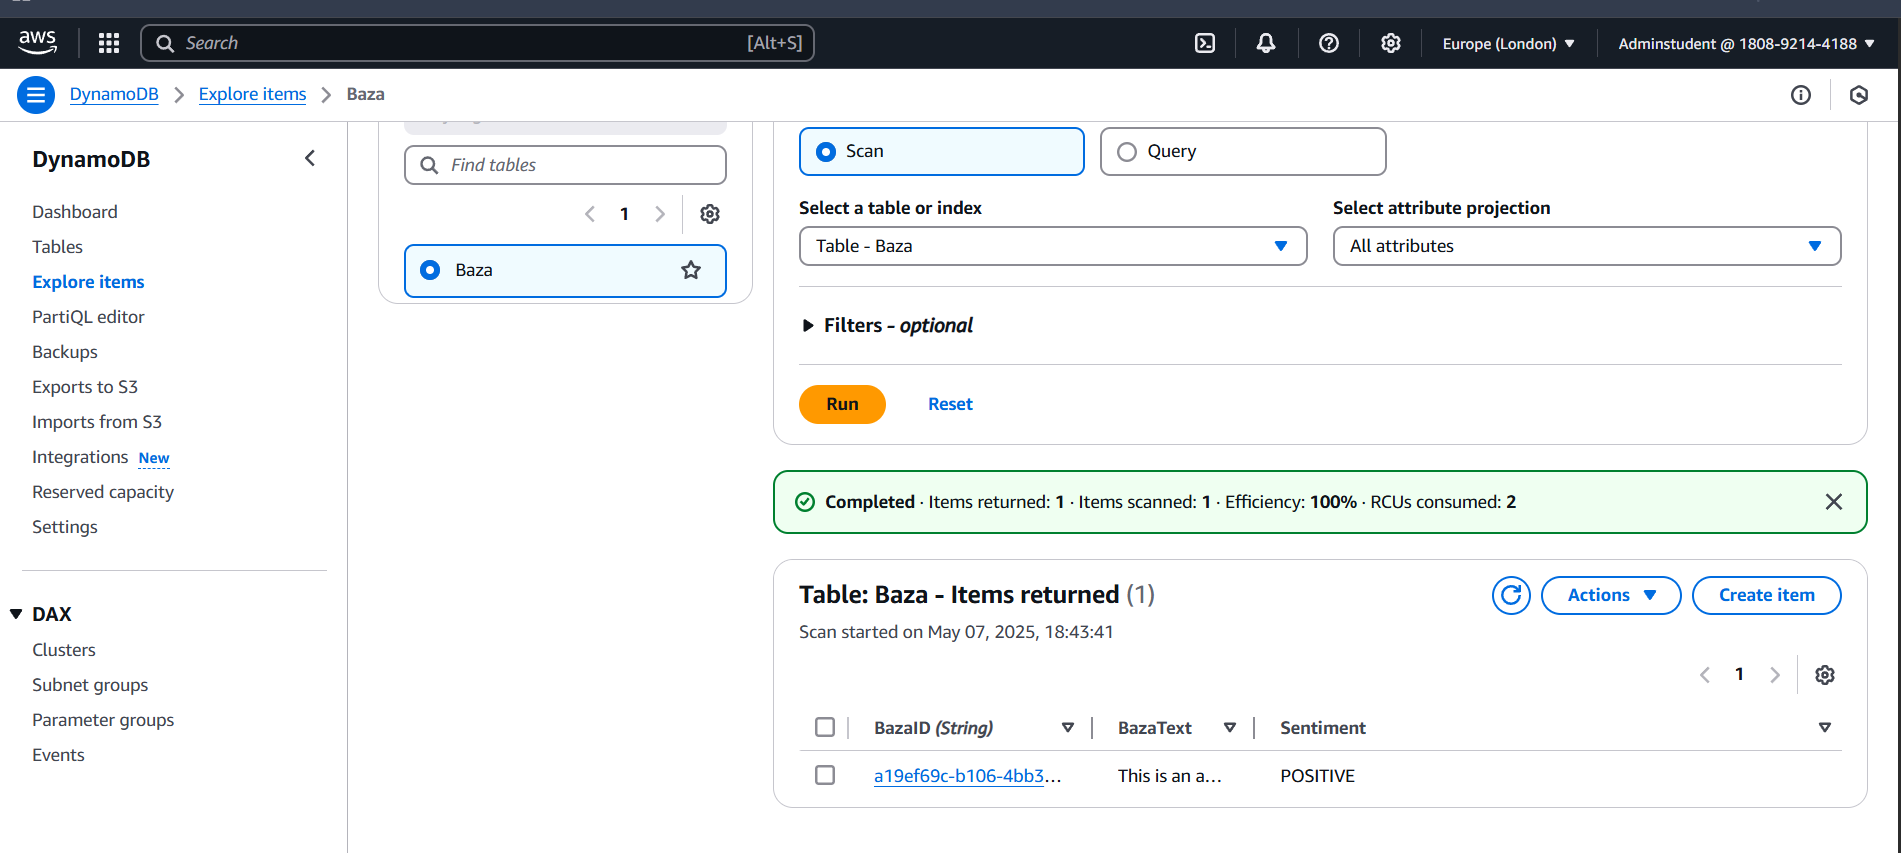 aws
Search
[Alt+S]
Europe (London)
Adminstudent @ 1808-9214-4188
DynamoDB
Explore items
Baza
DynamoDB
Dashboard
Tables
Explore items
PartiQL editor
Backups
Exports to S3
Imports from S3
Integrations New
Reserved capacity
Settings
DAX
Clusters
Subnet groups
Parameter groups
Events
Find tables
1
Baza
Scan
Query
Select a table or index
Select attribute projection
Table - Baza
All attributes
Filters - optional
Run
Reset
Completed · Items returned: 1 · Items scanned: 1 · Efficiency: 100% · RCUs consumed: 2
Table: Baza - Items returned (1)
Actions
Create item
Scan started on May 07, 2025, 18:43:41
1
BazaID (String)
BazaText
Sentiment
a19ef69c-b106-4bb3...
This is an a...
POSITIVE